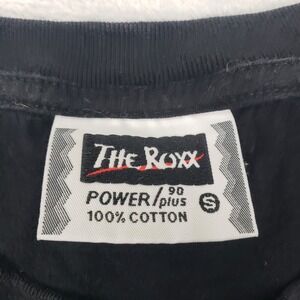 THE ROXX
POWER/90 plus S
100% COTTON